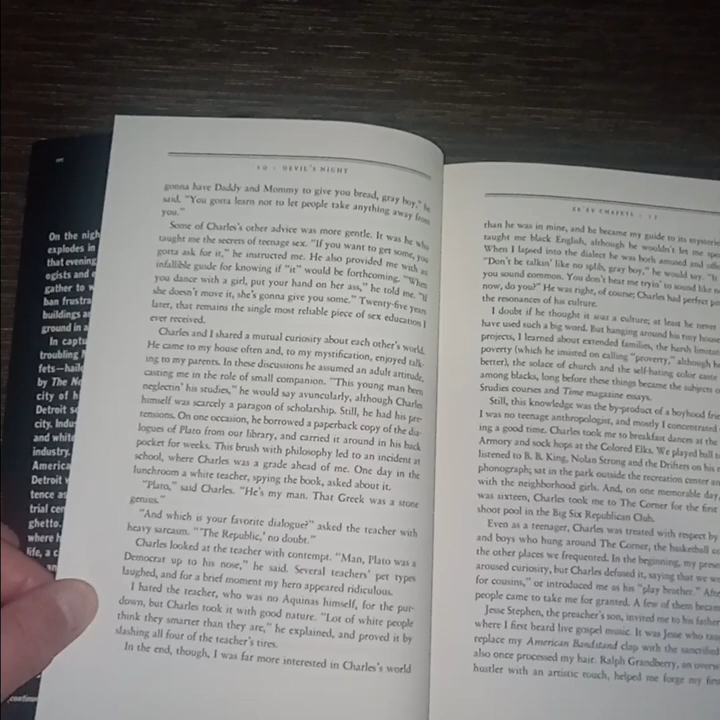 On the nigh
explodes in
that evening
ogists and
gather to
ban frustra
buildings a
ground in a
In captu
troubling
fets—hail
by The Ne
city of h
Detroit s
city. Indu
and white
industry.
America
Detroit
tence as
trial cen
ghetto.
where
life, a c
10 · DEVIL'S NIGHT
gonna have Daddy and Mommy to give you bread, gray boy," he
said. "You gotta learn not to let people take anything away from
you."
Some of Charles's other advice was more gentle. It was he who
taught me the secrets of teenage sex. "If you want to get some, you
gotta ask for it," he instructed me. He also provided me with an
infallible guide for knowing if "it" would be forthcoming. "When
you dance with a girl, put your hand on her ass," he told me. "If
she doesn't move it, she's gonna give you some." Twenty-five years
later, that remains the single most reliable piece of sex education I
ever received.
Charles and I shared a mutual curiosity about each other's world.
He came to my house often and, to my mystification, enjoyed talk-
ing to my parents. In these discussions he assumed an adult attitude,
casting me in the role of small companion. "This young man been
neglectin' his studies," he would say avuncularly, although Charles
himself was scarcely a paragon of scholarship. Still, he had his pre-
tensions. On one occasion, he borrowed a paperback copy of the dia-
logues of Plato from our library, and carried it around in his back
pocket for weeks. This brush with philosophy led to an incident at
school, where Charles was a grade ahead of me. One day in the
lunchroom a white teacher, spying the book, asked about it.
"Plato," said Charles. "He's my man. That Greek was a stone
genius."
"And which is your favorite dialogue?" asked the teacher with
heavy sarcasm. "'The Republic,' no doubt."
Charles looked at the teacher with contempt. "Man, Plato was a
Democrat up to his nose," he said. Several teachers' pet types
laughed, and for a brief moment my hero appeared ridiculous.
I hated the teacher, who was no Aquinas himself, for the put-
down, but Charles took it with good nature. "Lot of white people
think they smarter than they are," he explained, and proved it by
slashing all four of the teacher's tires.
In the end, though, I was far more interested in Charles's world
ZE'EV CHAFETS · 11
than he was in mine, and he became my guide to its mysteries
taught me black English, although he wouldn't let me spe
When I lapsed into the dialect he was both amused and
"Don't be talkin' like no splib, gray boy," he would say. "It
you sound common. You don't hear me tryin' to sound like
now, do you?" He was right, of course; Charles had perfect
the resonances of his culture.
I doubt if he thought it was a culture; at least he never
have used such a big word. But hanging around his tiny house
projects, I learned about extended families, the harsh limitat
poverty (which he insisted on calling "proverty," although he
better), the solace of church and the self-hating color caste
among blacks, long before these things became the subjects o
Studies courses and Time magazine essays.
Still, this knowledge was the by-product of a boyhood frie
I was no teenage anthropologist, and mostly I concentrated
ing a good time. Charles took me to breakfast dances at the
Armory and sock hops at the Colored Elks. We played ball
listened to B. B. King, Nolan Strong and the Drifters on his
phonograph; sat in the park outside the recreation center an
with the neighborhood girls. And, on one memorable day,
was sixteen, Charles took me to The Corner for the first
shoot pool in the Big Six Republican Club.
Even as a teenager, Charles was treated with respect by
and boys who hung around The Corner, the basketball co
the other places we frequented. In the beginning, my prese
aroused curiosity, but Charles defused it, saying that we w
for cousins," or introduced me as his "play brother." Afte
people came to take me for granted. A few of them becam
Jesse Stephen, the preacher's son, invited me to his father
where I first heard live gospel music. It was Jesse who tau
replace my American Bandstand clap with the sanctified
also once processed my hair. Ralph Grandberry, an overw
hustler with an artistic touch, helped me forge my first